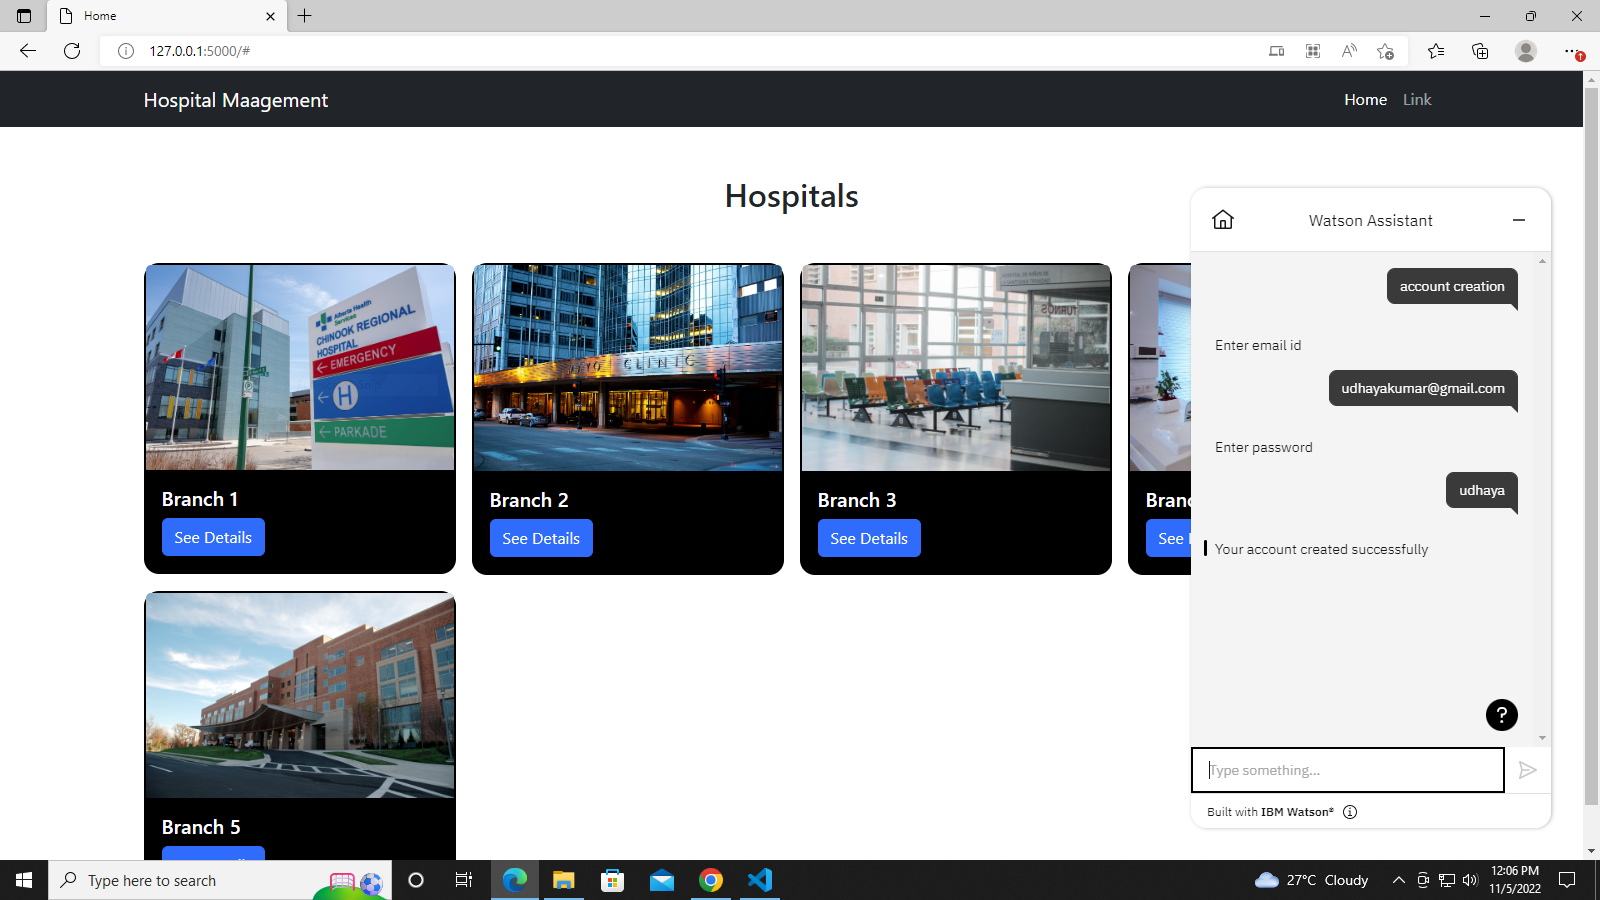 Home
127.0.0.1:5000/#
Hospital Maagement
Home
Link
Hospitals
Alberta Health
Services
CHINOOK REGIONAL
HOSPITAL
EMERGENCY
H
PARKADE
Branch 1
See Details
CLINIC
Branch 2
See Details
TURNOS
Branch 3
See Details
Watson Assistant
account creation
Enter email id
udhayakumar@gmail.com
Enter password
udhaya
Your account created successfully
?
Type something...
Built with IBM Watson®
Branch 5
Type here to search
27°C Cloudy
12:06 PM
11/5/2022